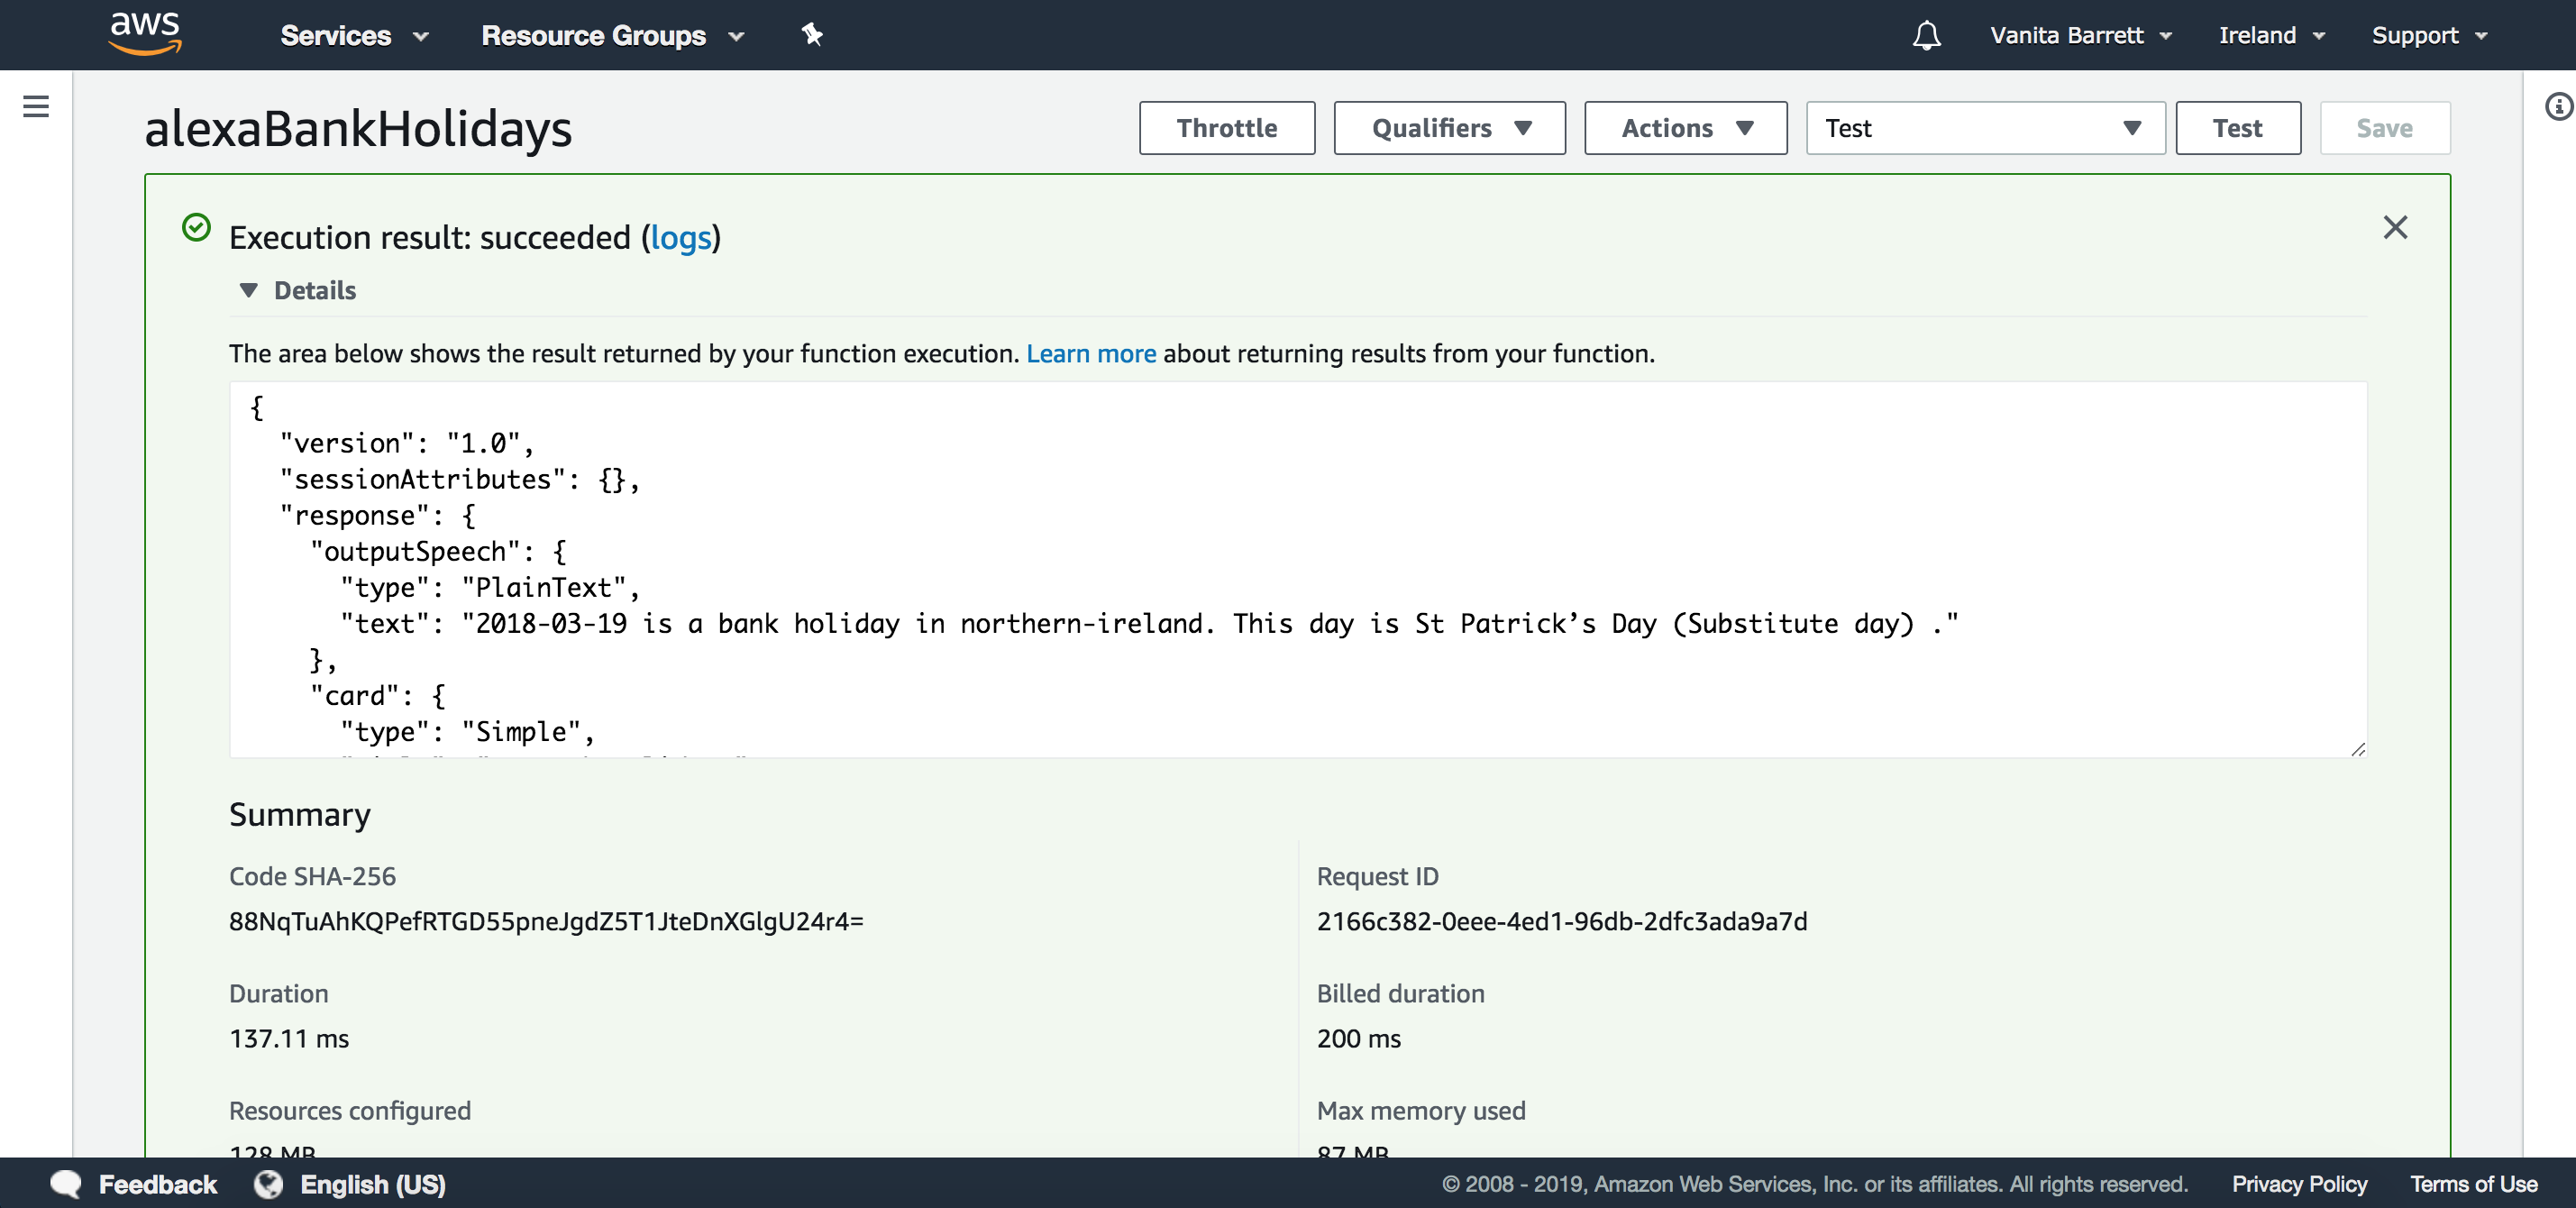 aws Services Resource Groups Vanita Barrett Ireland Support
alexaBankHolidays Throttle Qualifiers Actions Test Test Save
Execution result: succeeded (logs)
Details
The area below shows the result returned by your function execution. Learn more about returning results from your function.
{
"version": "1.0",
"sessionAttributes": {},
"response": {
"outputSpeech": {
"type": "PlainText",
"text": "2018-03-19 is a bank holiday in northern-ireland. This day is St Patrick’s Day (Substitute day) ."
},
"card": {
"type": "Simple",
Summary
Code SHA-256
88NqTuAhKQPefRTGD55pneJgdZ5T1JteDnXGlgU24r4=
Request ID
2166c382-0eee-4ed1-96db-2dfc3ada9a7d
Duration
137.11 ms
Billed duration
200 ms
Resources configured
128 MB
Max memory used
87 MB
Feedback English (US) © 2008 - 2019, Amazon Web Services, Inc. or its affiliates. All rights reserved. Privacy Policy Terms of Use